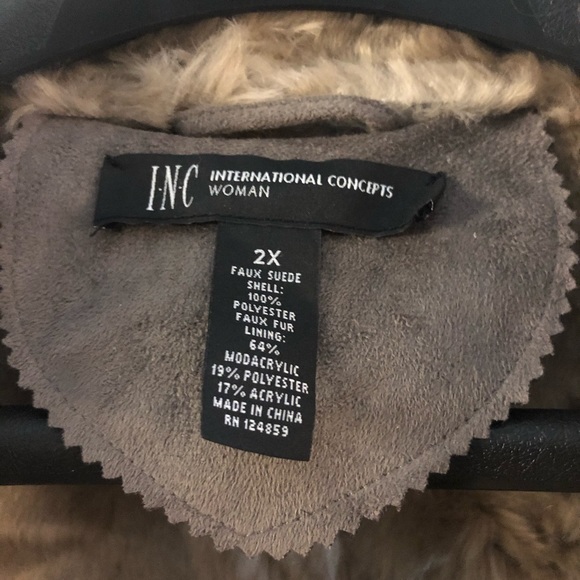 I·N·C INTERNATIONAL CONCEPTS
WOMAN
2X
FAUX SUEDE
SHELL:
100%
POLYESTER
FAUX FUR
LINING:
64%
MODACRYLIC
19% POLYESTER
17% ACRYLIC
MADE IN CHINA
RN 124859